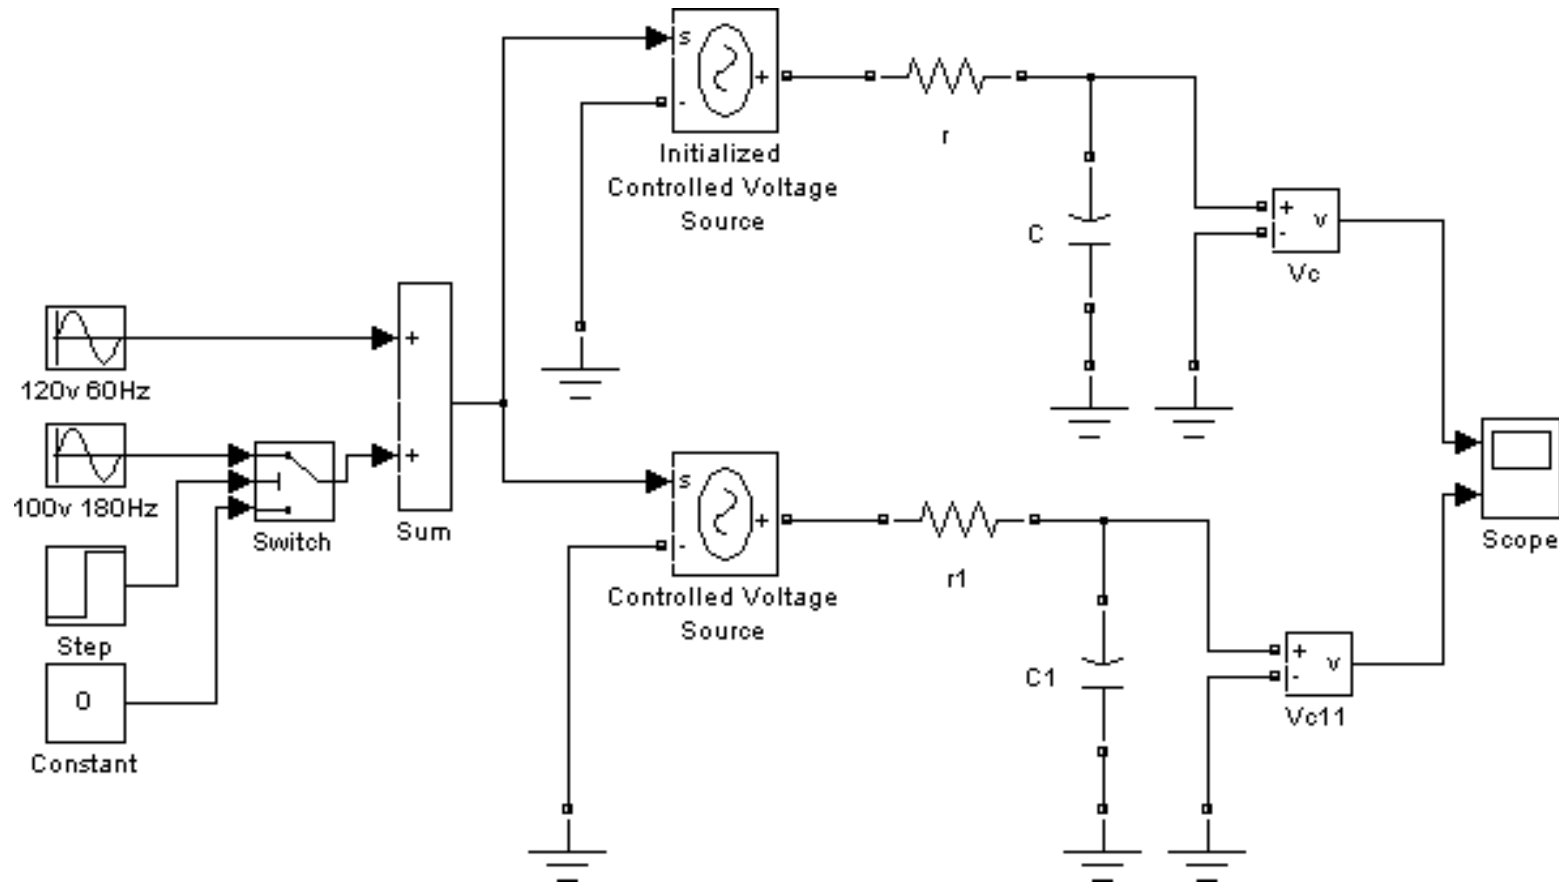 s
+
-
Initialized
Controlled Voltage
Source
r
C
+
-
v
Vc
120v 60Hz
+
100v 180Hz
+
Switch
Sum
Step
0
Constant
s
+
-
Controlled Voltage
Source
r1
C1
+
-
v
Vc11
Scope